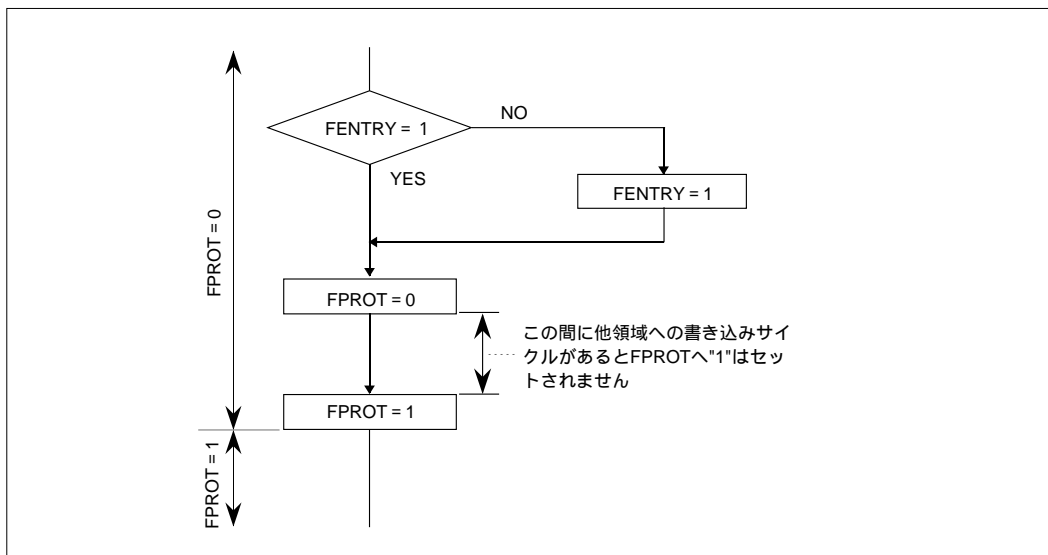 FENTRY = 1
NO
YES
FENTRY = 1
FPROT = 0
FPROT = 0
この間に他領域への書き込みサイ
クルがあるとFPROTへ"1"はセッ
トされません
FPROT = 1
FPROT = 1